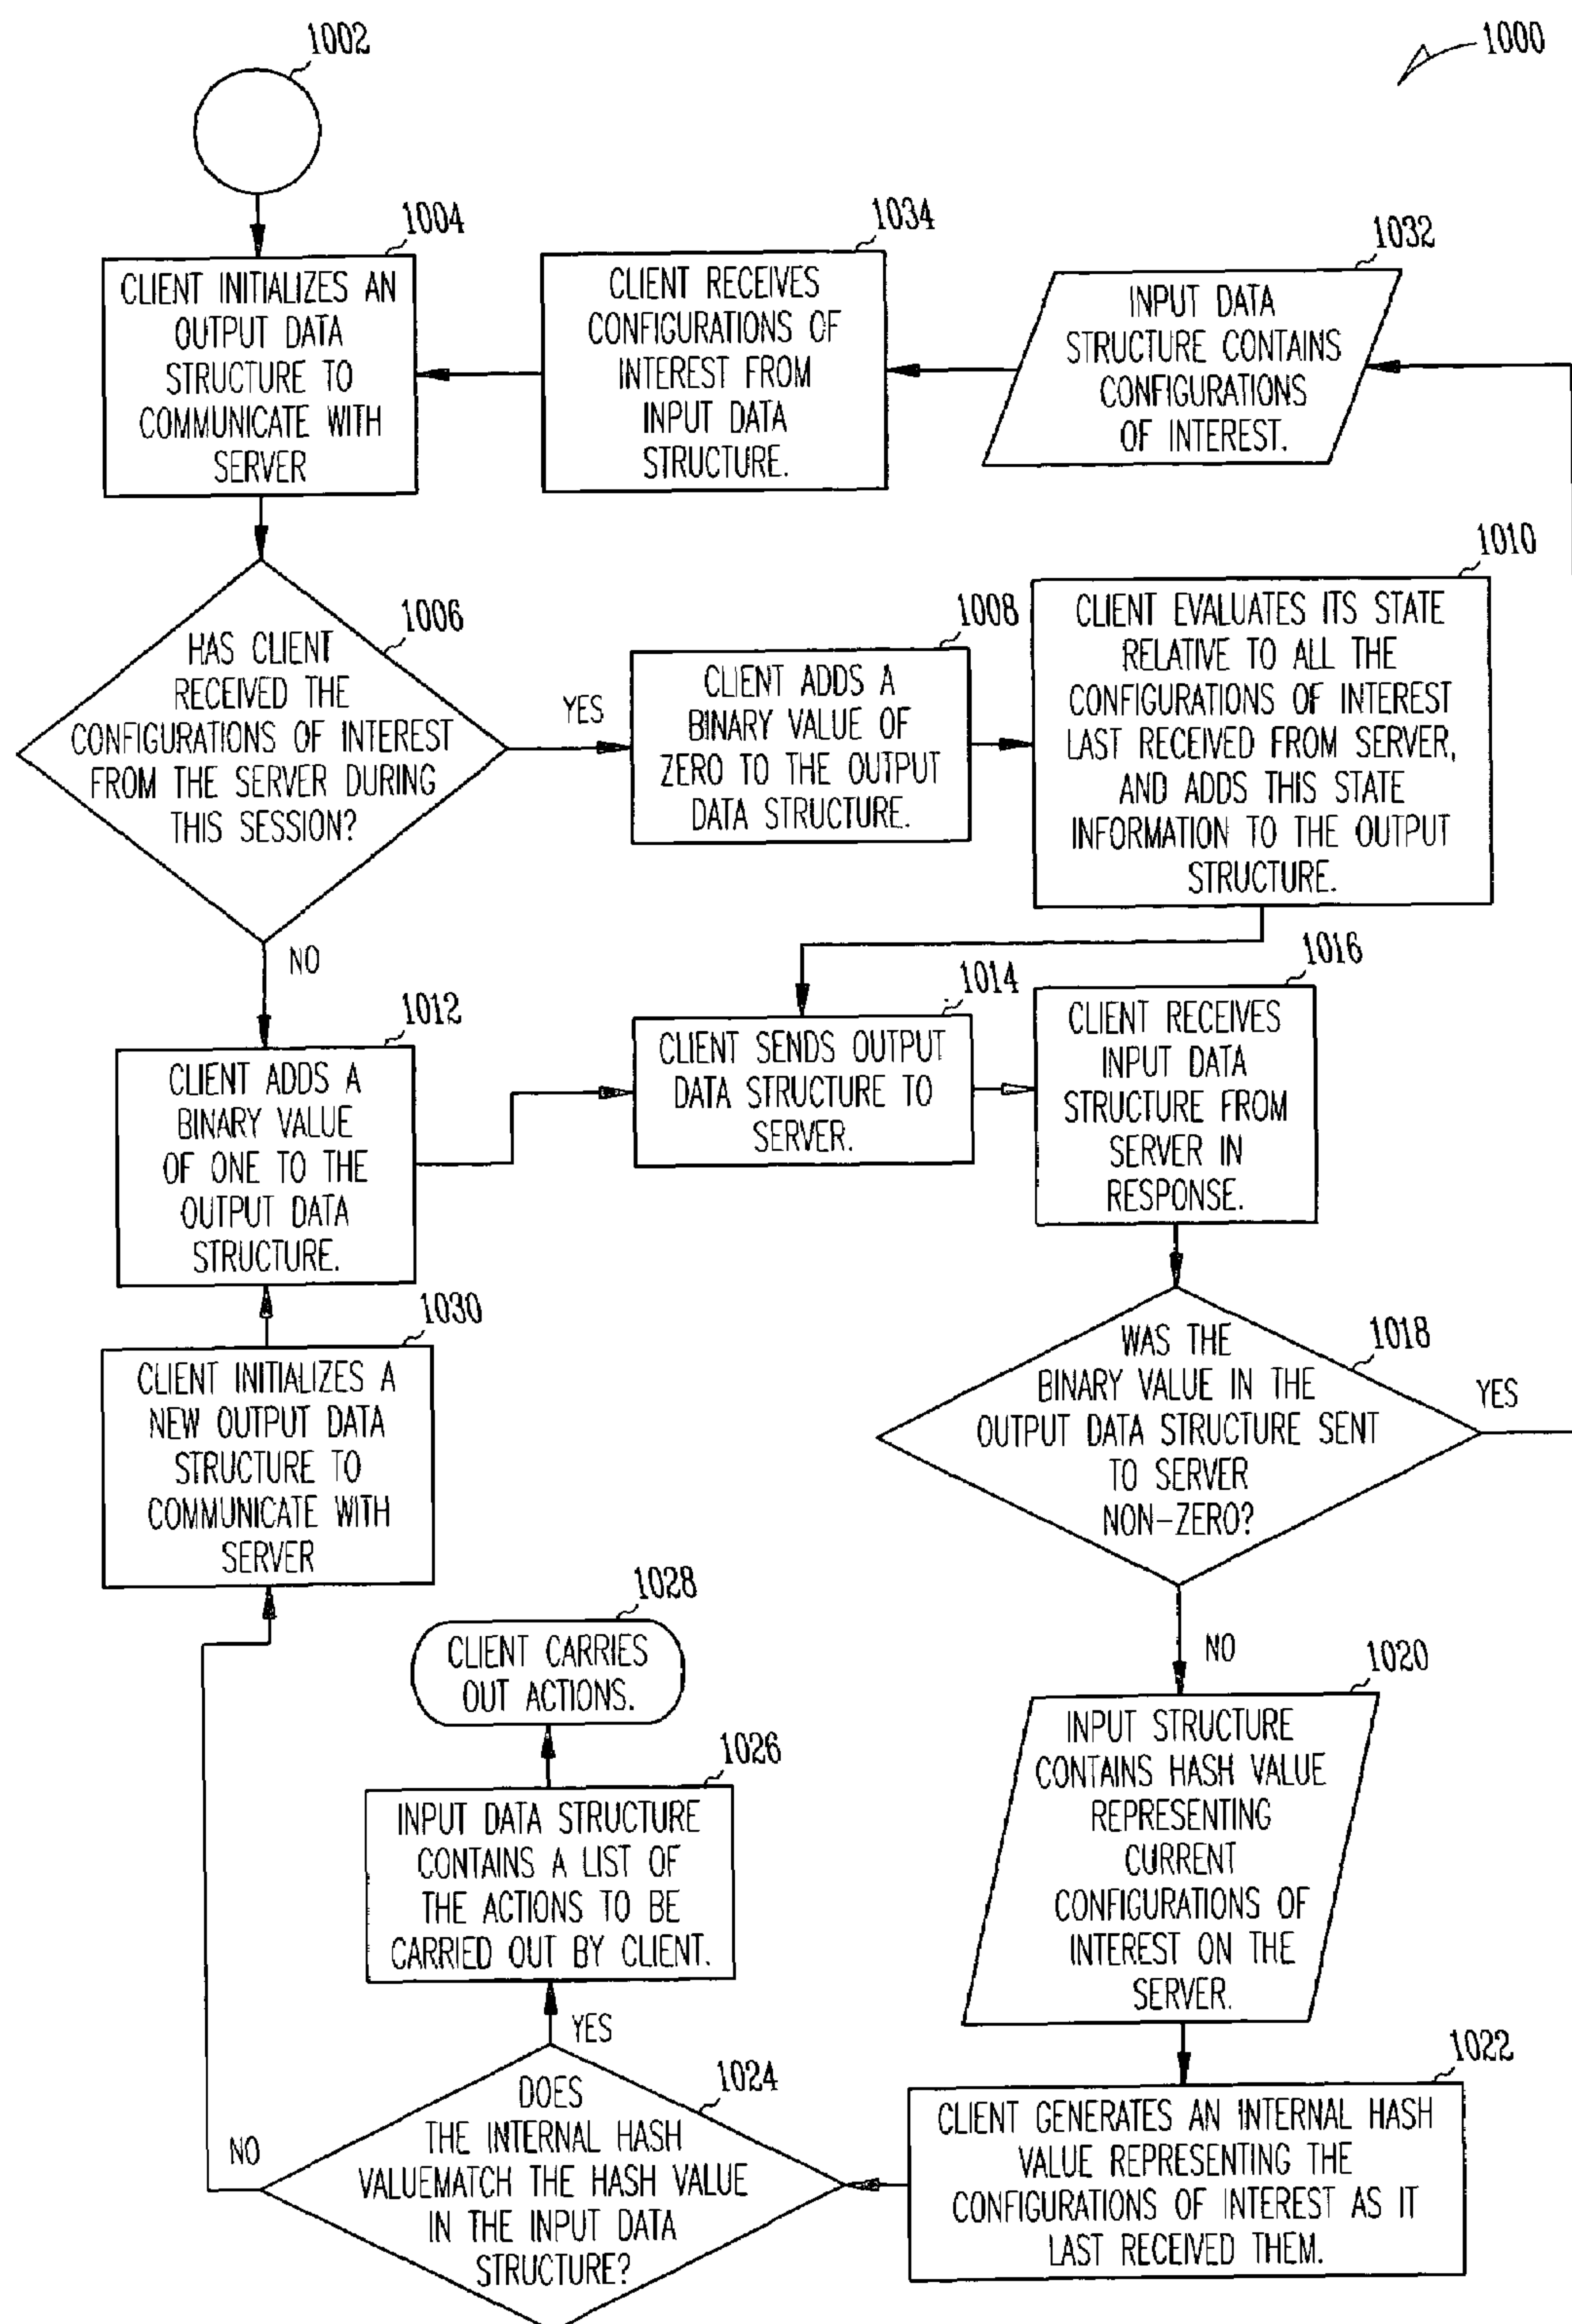 1002
1000
1004
CLIENT INITIALIZES AN
OUTPUT DATA
STRUCTURE TO
COMMUNICATE WITH
SERVER
1034
CLIENT RECEIVES
CONFIGURATIONS OF
INTEREST FROM
INPUT DATA
STRUCTURE.
1032
INPUT DATA
STRUCTURE CONTAINS
CONFIGURATIONS
OF INTEREST.
1006
HAS CLIENT
RECEIVED THE
CONFIGURATIONS OF INTEREST
FROM THE SERVER DURING
THIS SESSION?
YES
1008
CLIENT ADDS A
BINARY VALUE OF
ZERO TO THE OUTPUT
DATA STRUCTURE.
1010
CLIENT EVALUATES ITS STATE
RELATIVE TO ALL THE
CONFIGURATIONS OF INTEREST
LAST RECEIVED FROM SERVER,
AND ADDS THIS STATE
INFORMATION TO THE OUTPUT
STRUCTURE.
NO
1012
CLIENT ADDS A
BINARY VALUE
OF ONE TO THE
OUTPUT DATA
STRUCTURE.
1014
CLIENT SENDS OUTPUT
DATA STRUCTURE TO
SERVER.
1016
CLIENT RECEIVES
INPUT DATA
STRUCTURE FROM
SERVER IN
RESPONSE.
1030
CLIENT INITIALIZES A
NEW OUTPUT DATA
STRUCTURE TO
COMMUNICATE WITH
SERVER
1018
WAS THE
BINARY VALUE IN THE
OUTPUT DATA STRUCTURE SENT
TO SERVER
NON-ZERO?
YES
NO
1028
CLIENT CARRIES
OUT ACTIONS.
1020
INPUT STRUCTURE
CONTAINS HASH VALUE
REPRESENTING
CURRENT
CONFIGURATIONS OF
INTEREST ON THE
SERVER.
1026
INPUT DATA STRUCTURE
CONTAINS A LIST OF
THE ACTIONS TO BE
CARRIED OUT BY CLIENT.
YES
1024
DOES
THE INTERNAL HASH
VALUEMATCH THE HASH VALUE
IN THE INPUT DATA
STRUCTURE?
NO
1022
CLIENT GENERATES AN INTERNAL HASH
VALUE REPRESENTING THE
CONFIGURATIONS OF INTEREST AS IT
LAST RECEIVED THEM.